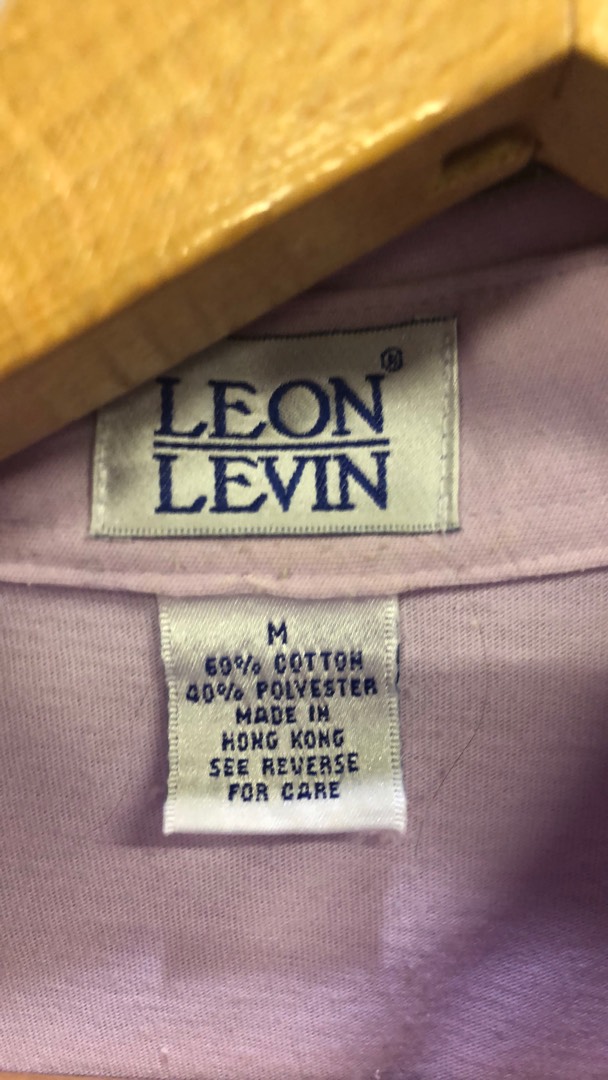 LEON®
LEVIN
M
60% COTTON
40% POLYESTER
MADE IN
HONG KONG
SEE REVERSE
FOR CARE